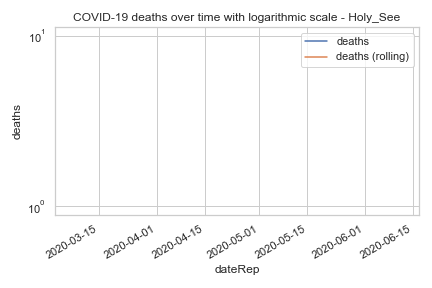 COVID-19 deaths over time with logarithmic scale - Holy_See
deaths
deaths (rolling)
10¹
deaths
10⁰
2020-03-15 2020-04-01 2020-04-15 2020-05-01 2020-05-15 2020-06-01 2020-06-15
dateRep